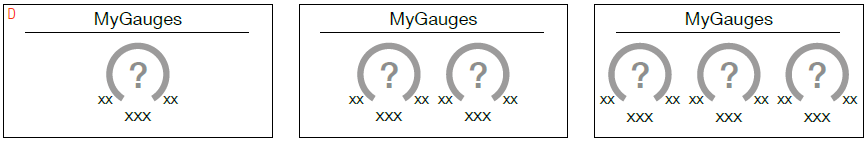 D
MyGauges
?
xx xx
xxx
MyGauges
? ?
xx xx xx xx
xxx xxx
MyGauges
? ? ?
xx xx xx xx xx xx
xxx xxx xxx